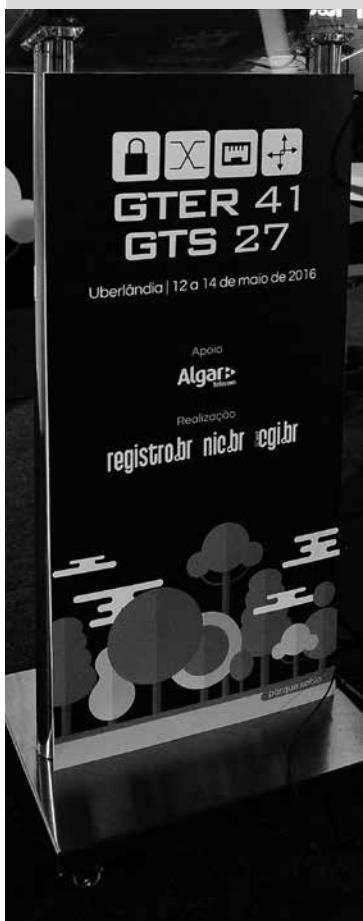 GTER 41
GTS 27
Uberlândia | 12 a 14 de maio de 2016
Apoio
Algar
Telecom
Realização
registro.br nic.br cgi.br
parque sabiá